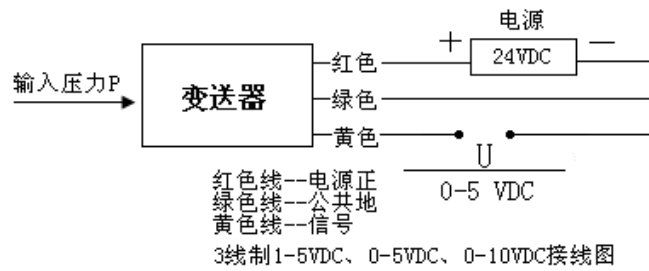 电源
+ 24VDC —
红色
输入压力P
变送器
绿色
黄色
U
0-5 VDC
红色线--电源正
绿色线--公共地
黄色线--信号
3线制1-5VDC、0-5VDC、0-10VDC接线图